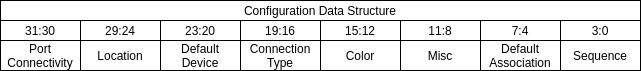 Configuration Data Structure
31:30 29:24 23:20 19:16 15:12 11:8 7:4 3:0
Port Connectivity Location Default Device Connection Type Color Misc Default Association Sequence